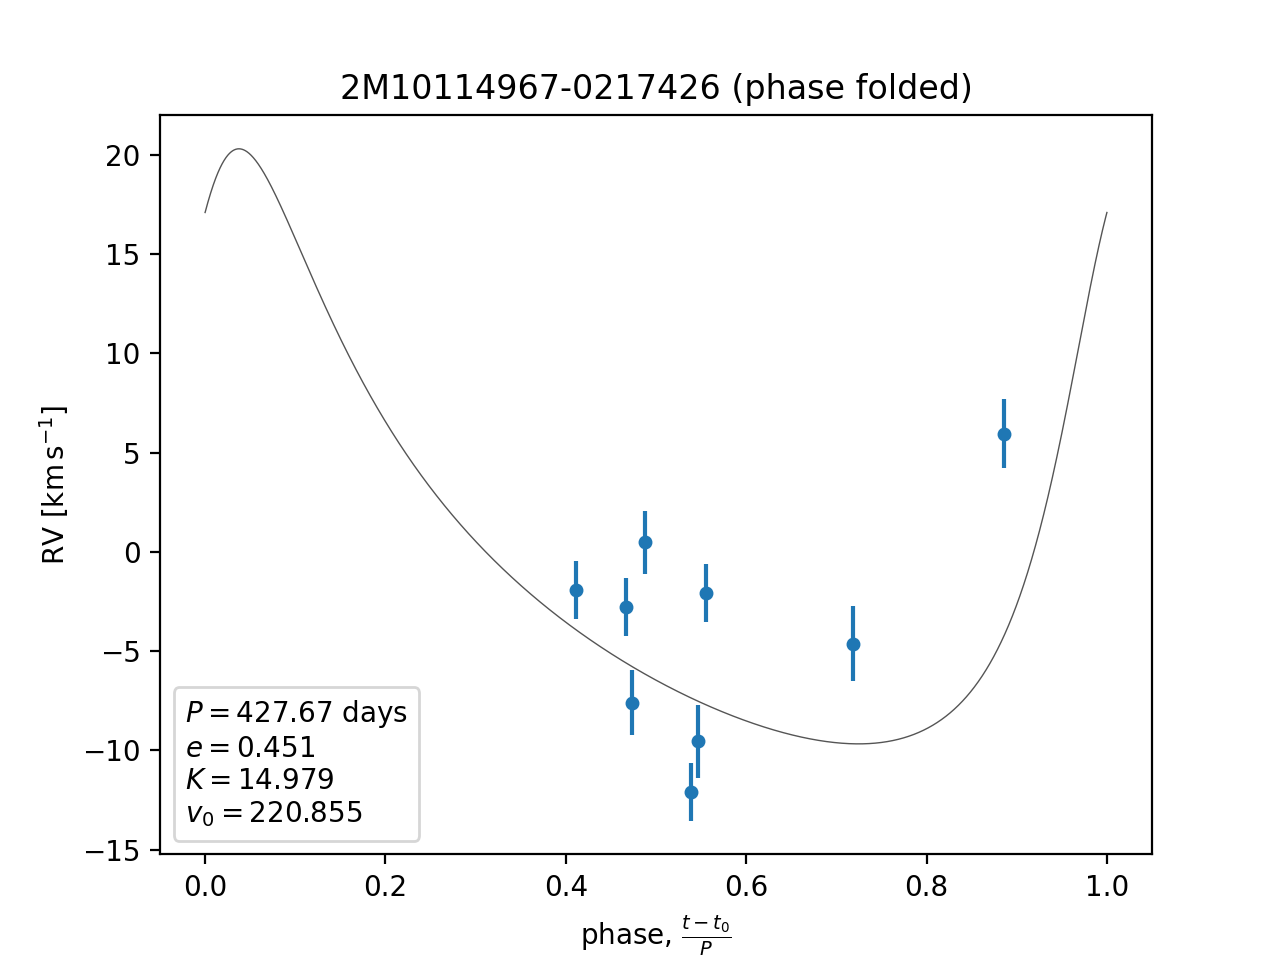 2M10114967-0217426 (phase folded)
RV [km s⁻¹]
20
15
10
5
0
−5
−10
−15
P = 427.67 days
e = 0.451
K = 14.979
v₀ = 220.855
0.0 0.2 0.4 0.6 0.8 1.0
phase, (t − t₀)/P